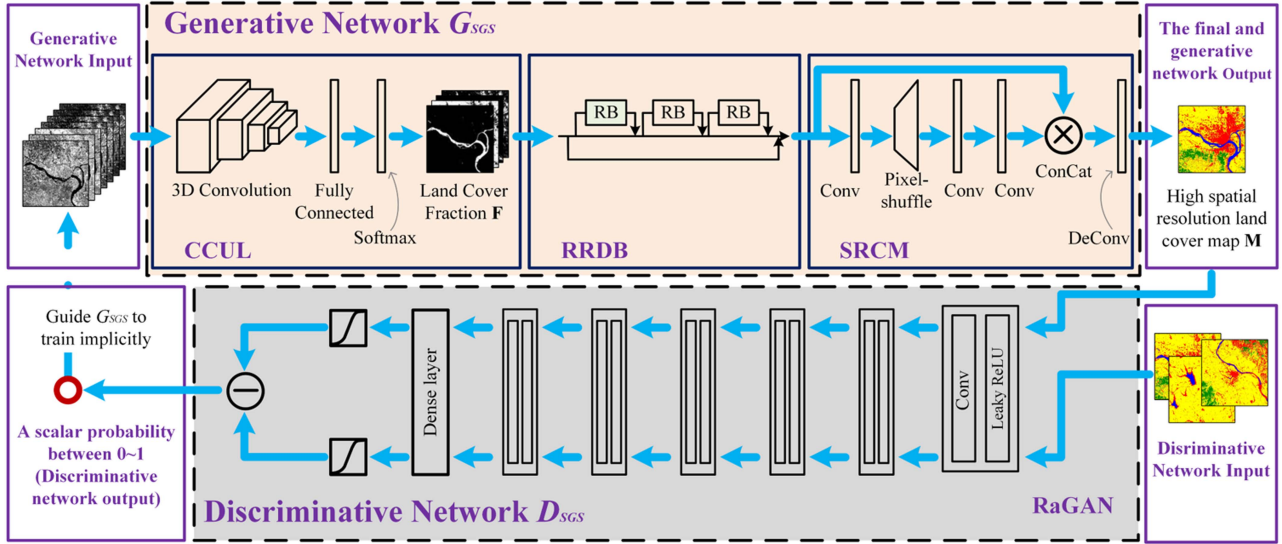 Generative
Network Input
Generative Network G_SGS
3D Convolution
Fully
Connected
Softmax
Land Cover
Fraction F
CCUL
RB
RB
RB
RRDB
Conv
Pixel-
shuffle
Conv
Conv
ConCat
DeConv
SRCM
The final and
generative
network Output
High spatial
resolution land
cover map M
Guide G_SGS to
train implicitly
A scalar probability
between 0~1
(Discriminative
network output)
Dense layer
Conv
Leaky ReLU
Discriminative Network D_SGS
RaGAN
Disriminative
Network Input